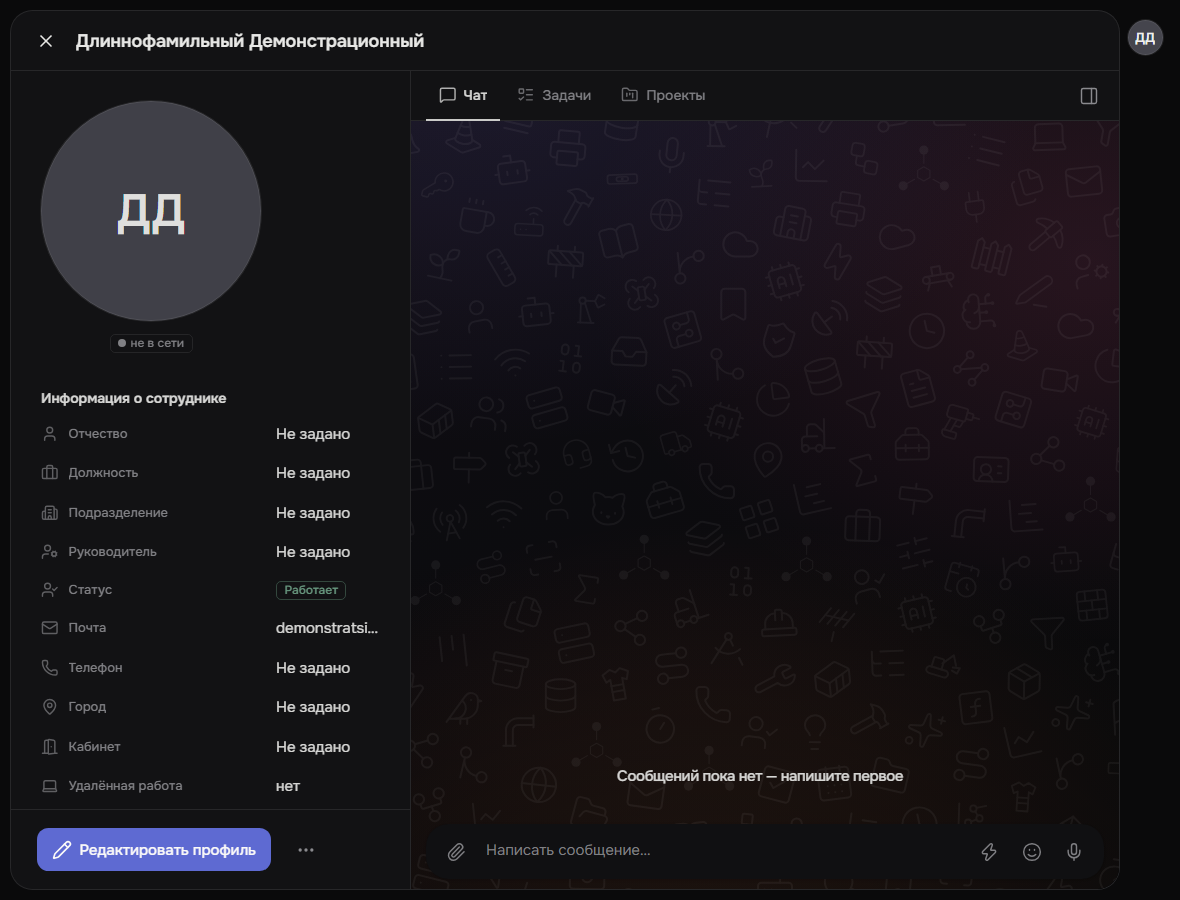 Длиннофамильный Демонстрационный
ДД
Чат
Задачи
Проекты
ДД
не в сети
Информация о сотруднике
Отчество Не задано
Должность Не задано
Подразделение Не задано
Руководитель Не задано
Статус Работает
Почта demonstratsi...
Телефон Не задано
Город Не задано
Кабинет Не задано
Удалённая работа нет
Редактировать профиль
Сообщений пока нет — напишите первое
Написать сообщение...